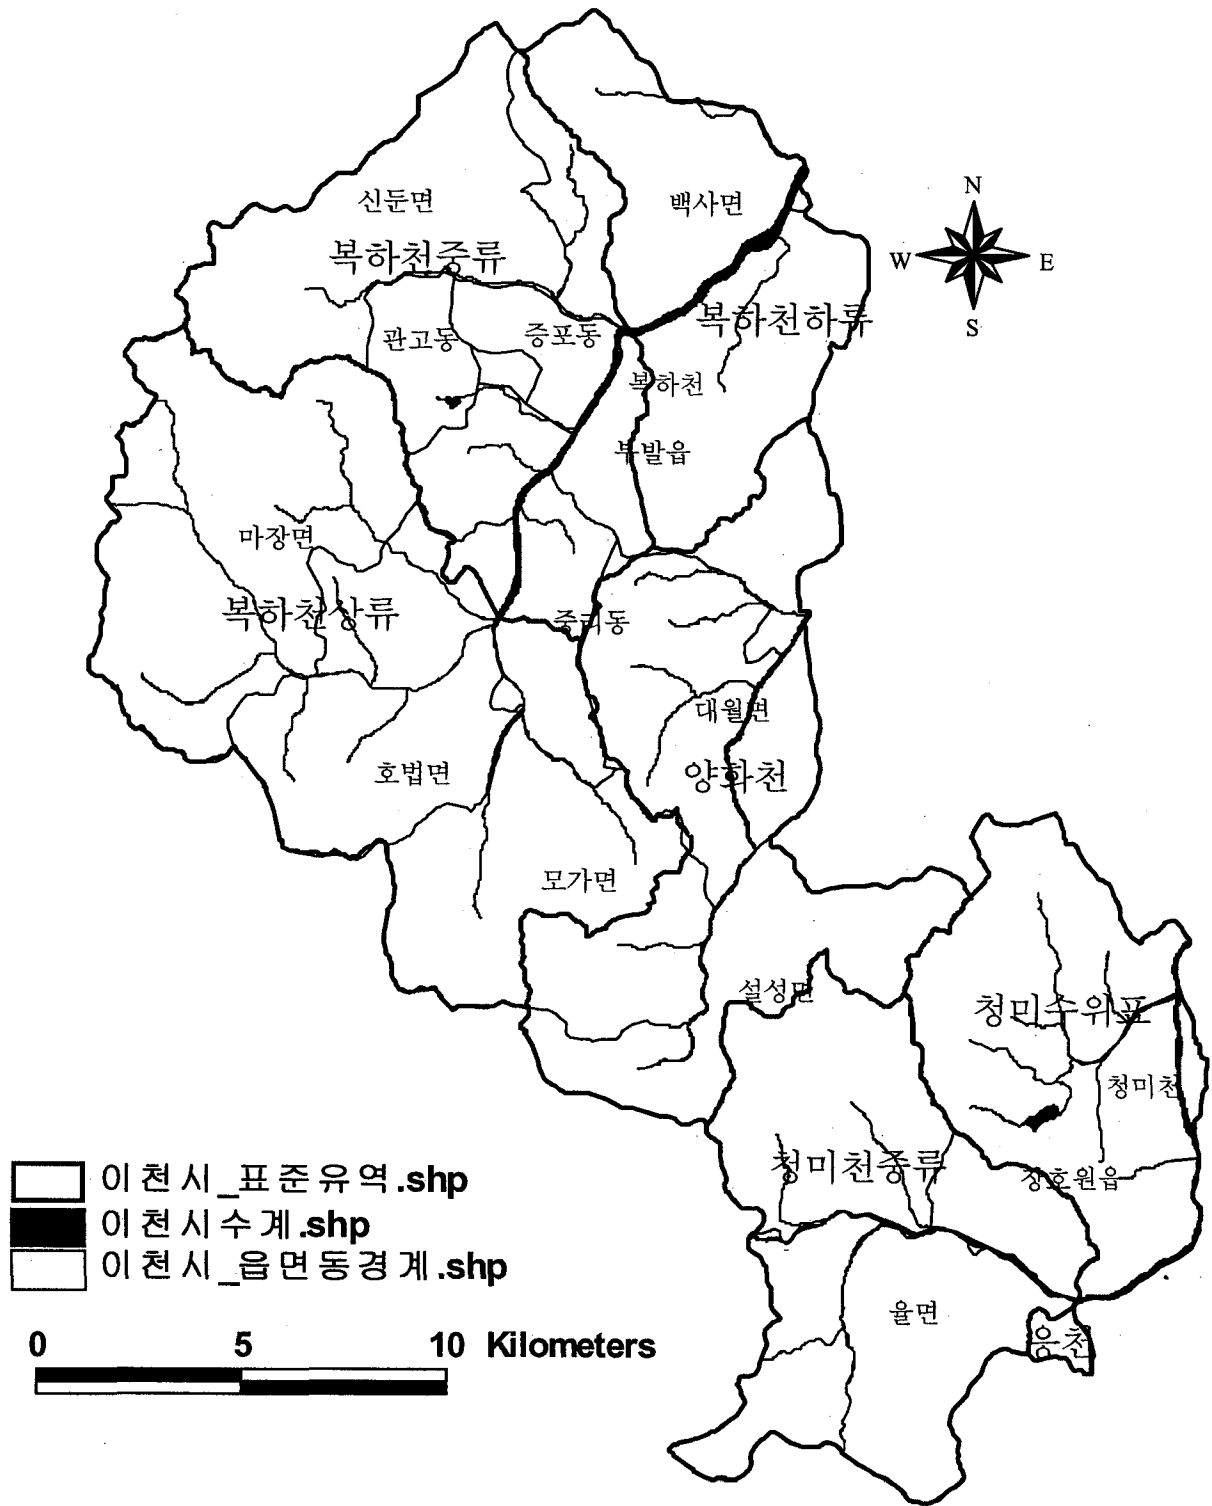 N
신둔면
백사면
복하천중류
W
E
복하천하류
S
관고동
증포동
복하천
부발읍
마장면
복하천상류
중리동
대월면
호법면
양화천
모가면
설성면
청미수위표
청미천
청미천중류
장호원읍
이천시_표준유역.shp
이천시수계.shp
이천시_읍면동경계.shp
율면
응천
0 5 10 Kilometers